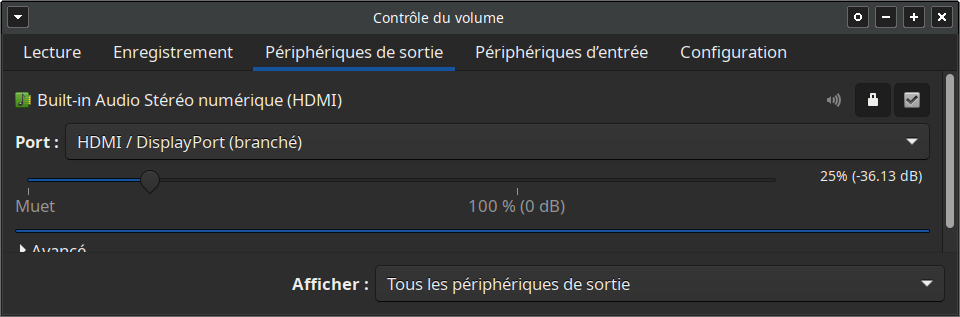 Contrôle du volume
Lecture Enregistrement Périphériques de sortie Périphériques d’entrée Configuration
Built-in Audio Stéréo numérique (HDMI)
Port : HDMI / DisplayPort (branché)
25% (-36.13 dB)
Muet 100 % (0 dB)
Avancé
Afficher : Tous les périphériques de sortie